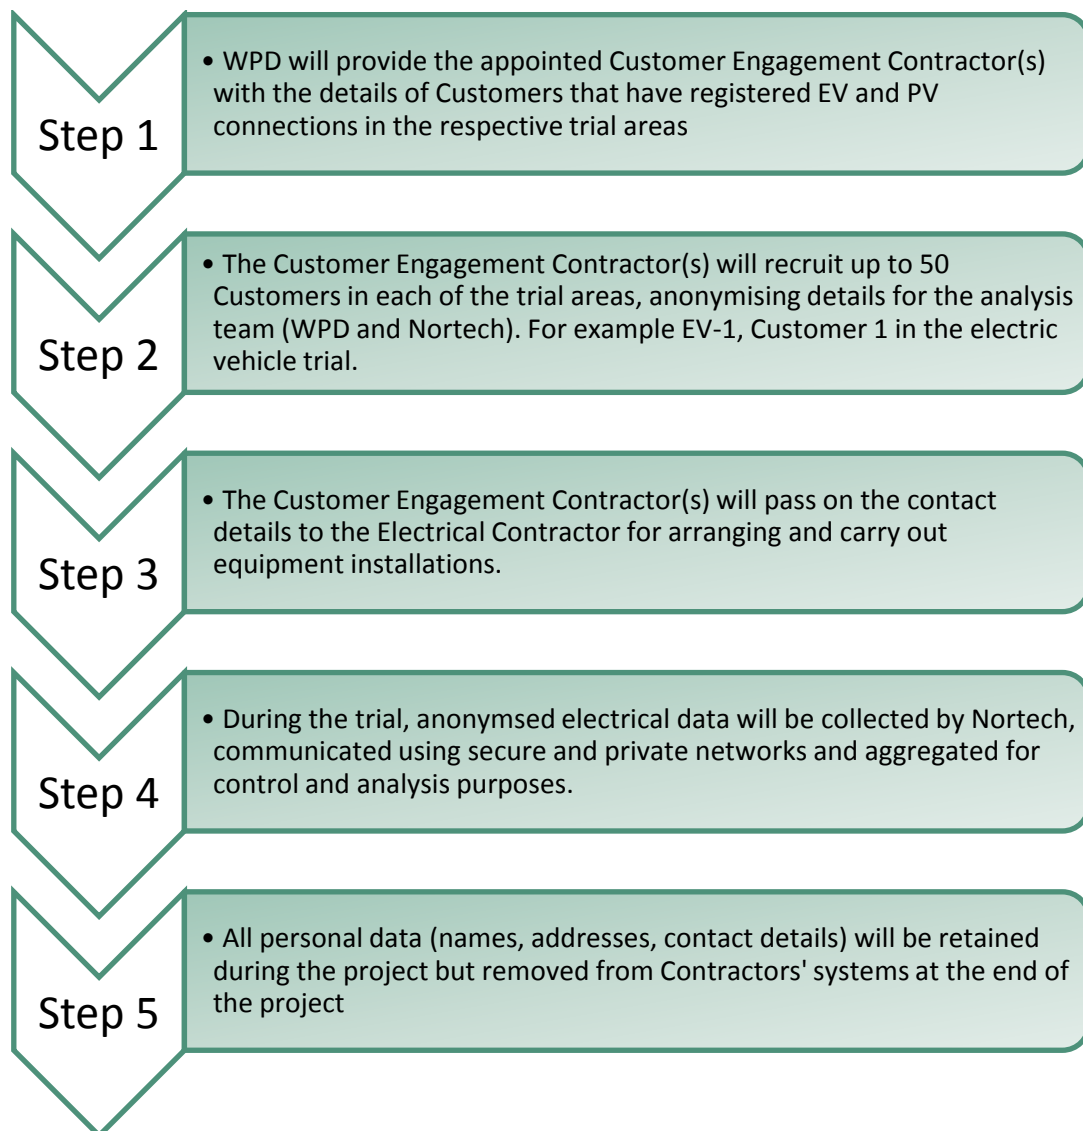 Step 1
• WPD will provide the appointed Customer Engagement Contractor(s)
with the details of Customers that have registered EV and PV
connections in the respective trial areas
Step 2
• The Customer Engagement Contractor(s) will recruit up to 50
Customers in each of the trial areas, anonymising details for the analysis
team (WPD and Nortech). For example EV-1, Customer 1 in the electric
vehicle trial.
Step 3
• The Customer Engagement Contractor(s) will pass on the contact
details to the Electrical Contractor for arranging and carry out
equipment installations.
Step 4
• During the trial, anonymsed electrical data will be collected by Nortech,
communicated using secure and private networks and aggregated for
control and analysis purposes.
Step 5
• All personal data (names, addresses, contact details) will be retained
during the project but removed from Contractors' systems at the end of
the project